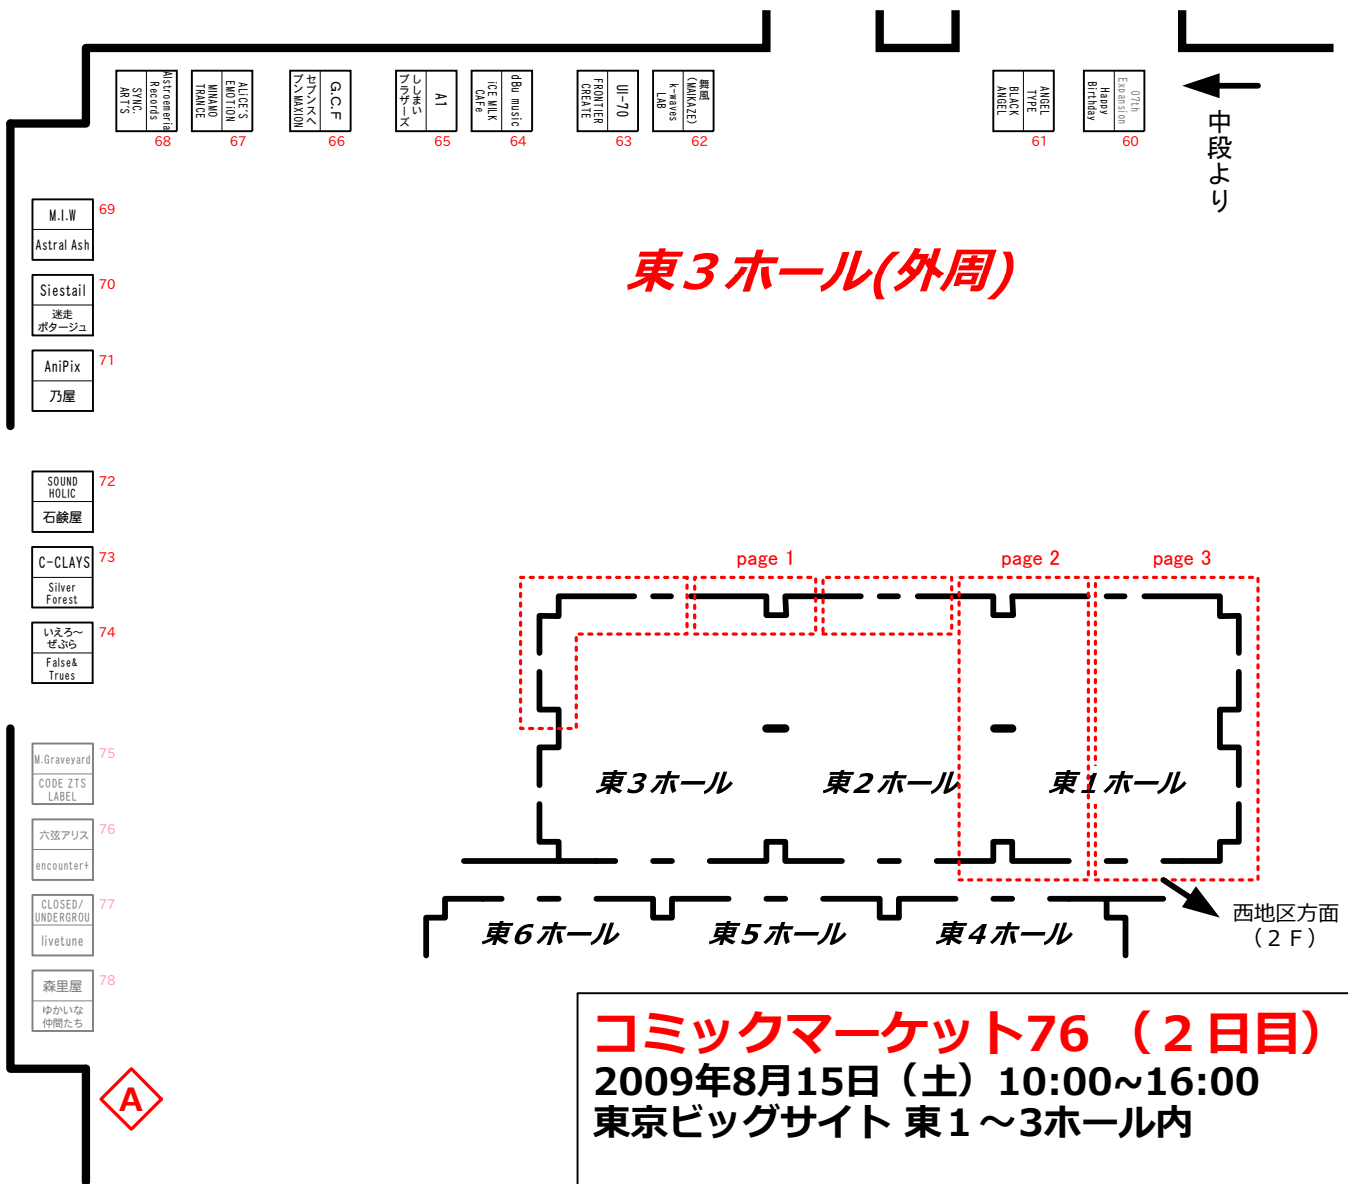 Alstroemeria
Records
SYNC.
ART'S
68
ALiCE'S
EMOTiON
MINAMO
TRANCE
67
G.C.F
セブンスヘ
ブンMAXION
66
A1
ししまい
ブラザーズ
65
dBu music
iCE MILK
CAFe
64
UI-70
FRONTIER
CREATE
63
無風
(MAIKAZE)
k-waves
LAB
62
ANGEL
TYPE
BLACK
ANGEL
61
07th
Expansion
Happy
Birthday
60
中段より
M.I.W
Astral Ash
69
Siestail
迷走
ポタージュ
70
AniPix
乃屋
71
東3ホール(外周)
SOUND
HOLIC
石鹸屋
72
C-CLAYS
Silver
Forest
73
いえろ〜
ぜぶら
False&
Trues
74
M.Graveyard
CODE ZTS
LABEL
75
六弦アリス
encounter+
76
CLOSED/
UNDERGROU
livetune
77
森里屋
ゆかいな
仲間たち
78
A
page 1
page 2
page 3
東3ホール
東2ホール
東1ホール
東6ホール
東5ホール
東4ホール
西地区方面
（２Ｆ）
コミックマーケット76 （２日目）
2009年8月15日（土）10:00~16:00
東京ビッグサイト 東１～3ホール内